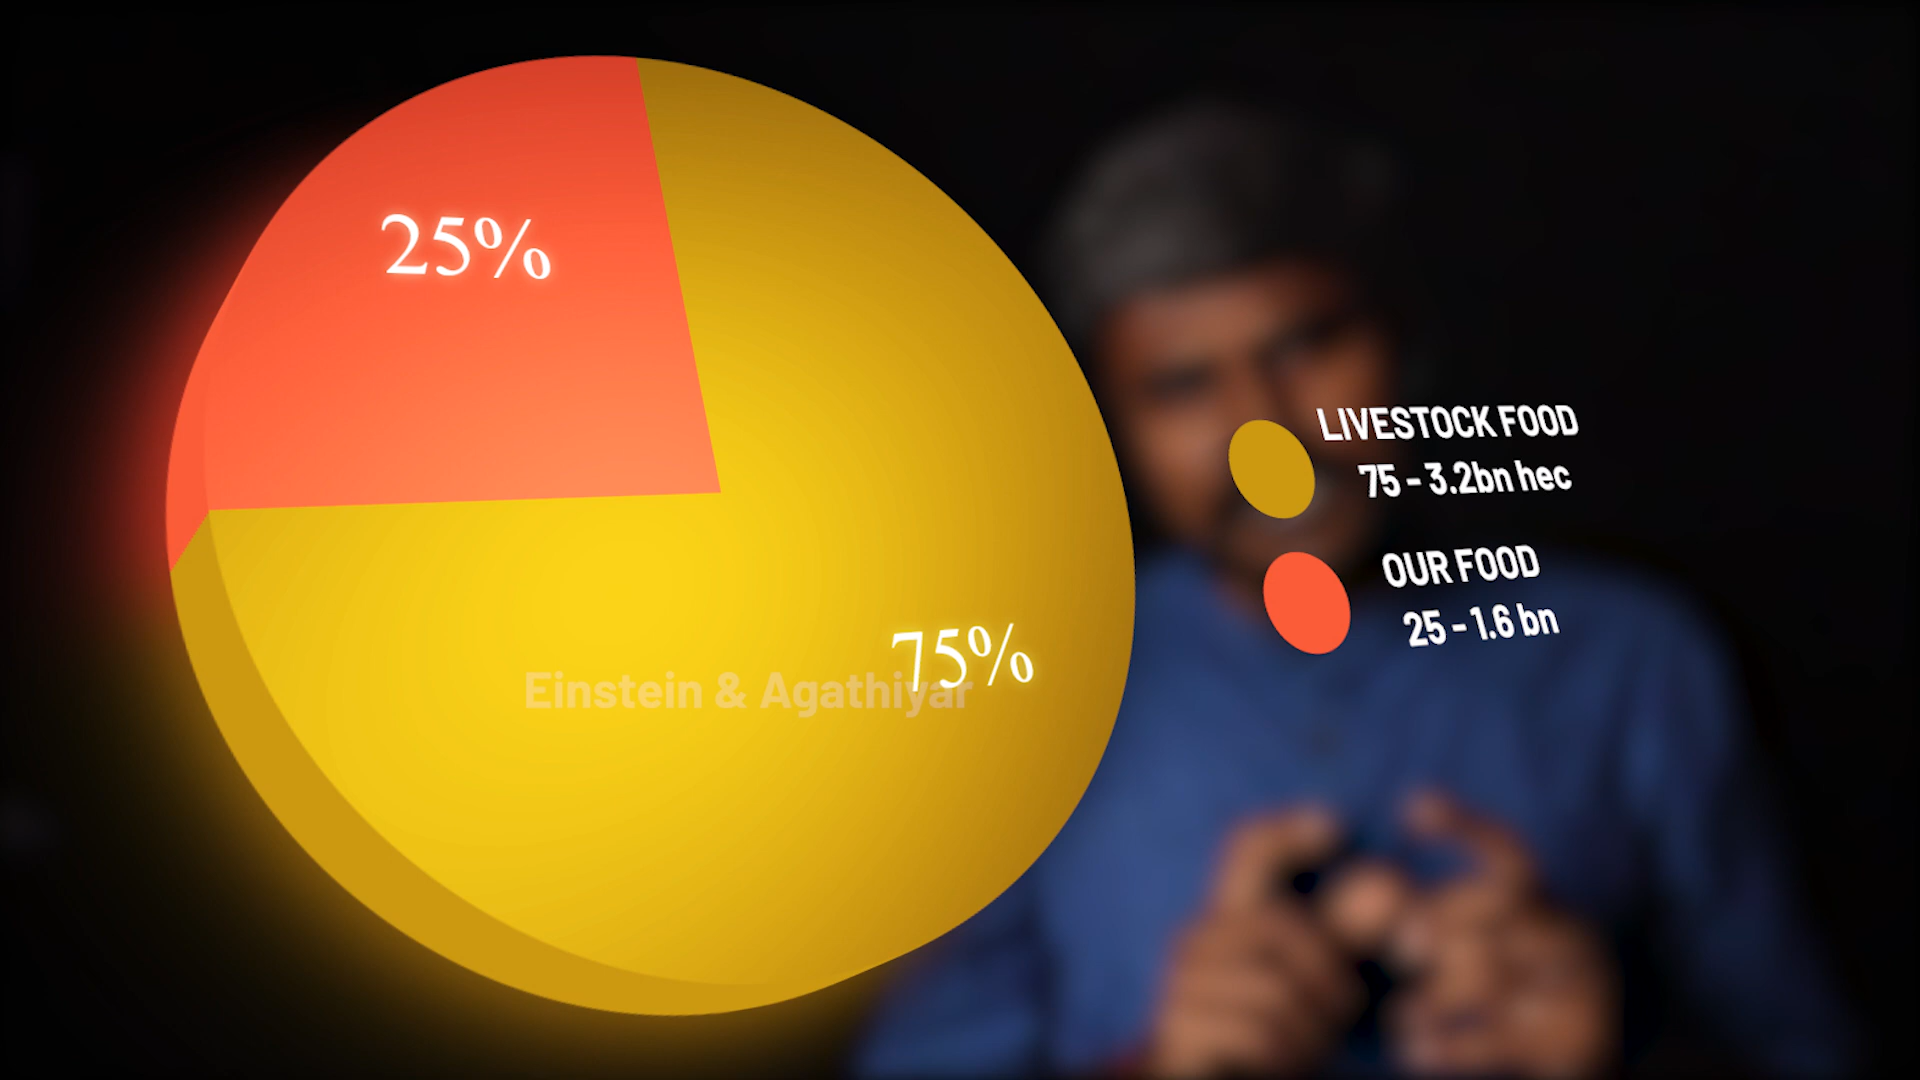 25%
75%
Einstein & Agathiyar
LIVESTOCK FOOD
75 - 3.2bn hec
OUR FOOD
25 - 1.6 bn